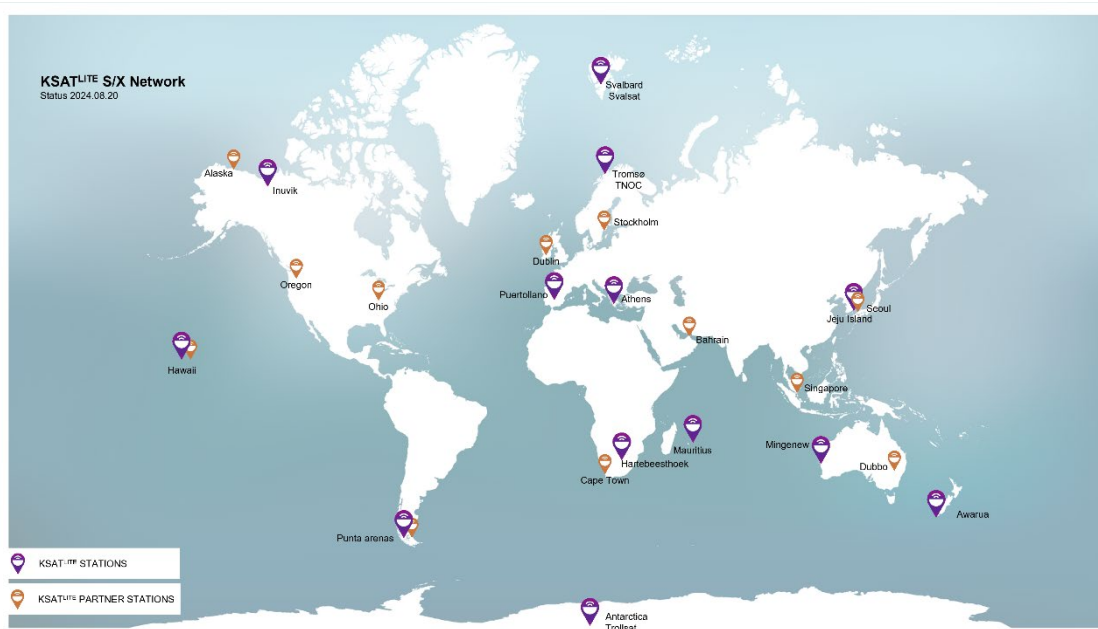 KSATLITE S/X Network
Status 2024.08.20
Svalbard
Svalsat
Alaska
Inuvik
Tromsø
TNOC
Stockholm
Dublin
Oregon
Puertollano
Athens
Ohio
Scoul
Jeju Island
Bahrain
Hawaii
Singapore
Mauritius
Mingenew
Hartebeesthoek
Dubbo
Cape Town
Awarua
Punta arenas
KSATLITE STATIONS
KSATLITE PARTNER STATIONS
Antarctica
Trollsat